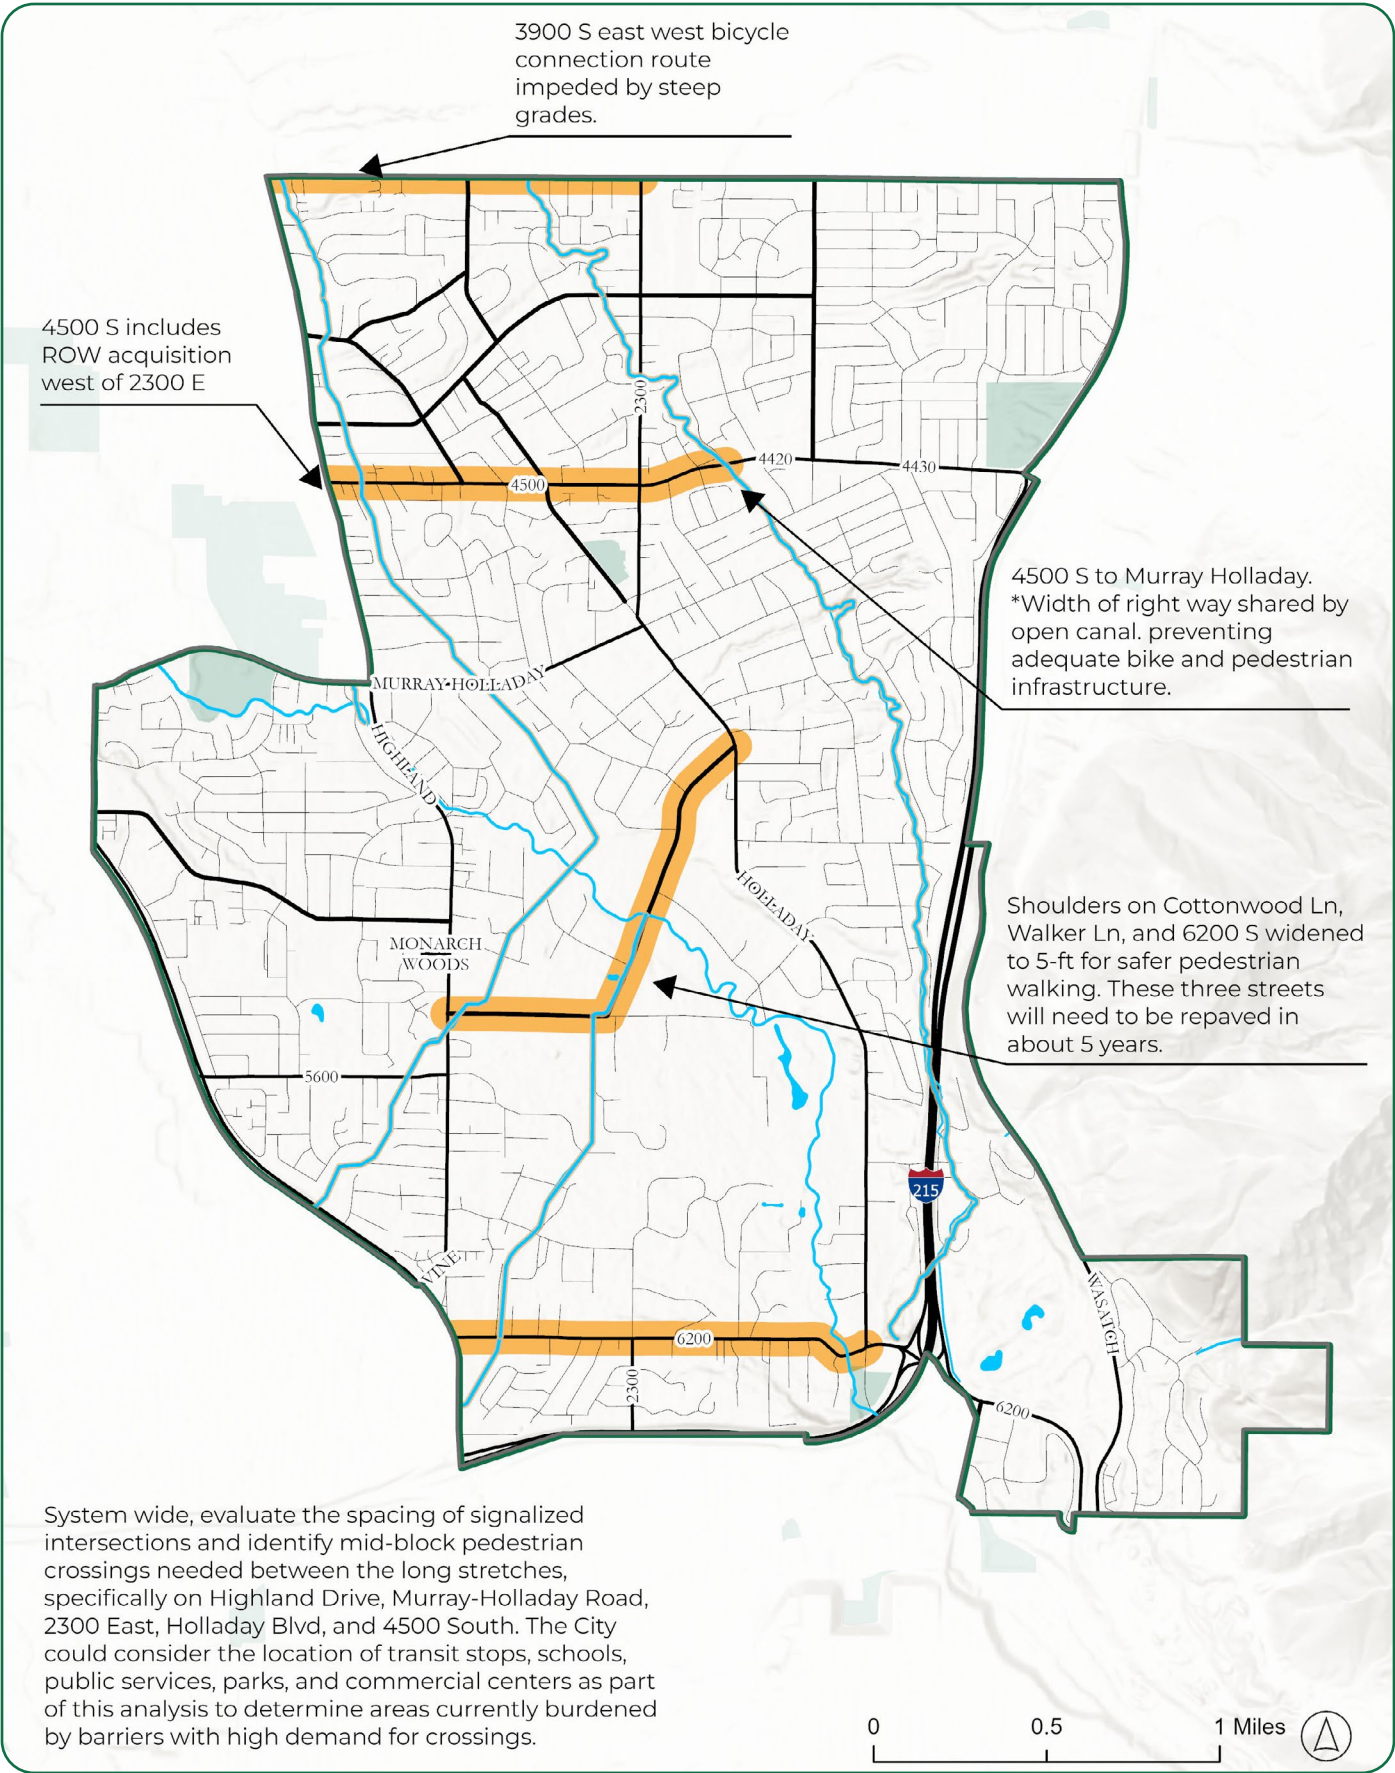 3900 S east west bicycle
connection route
impeded by steep
grades.
4500 S includes
ROW acquisition
west of 2300 E
2300
4420
4430
4500
4500 S to Murray Holladay.
*Width of right way shared by
open canal. preventing
adequate bike and pedestrian
infrastructure.
MURRAY-HOLLADAY
HIGHLAND
HOLLADAY
Shoulders on Cottonwood Ln,
Walker Ln, and 6200 S widened
to 5-ft for safer pedestrian
walking. These three streets
will need to be repaved in
about 5 years.
MONARCH
WOODS
5600
215
VINE
WASATCH
6200
2300
6200
System wide, evaluate the spacing of signalized
intersections and identify mid-block pedestrian
crossings needed between the long stretches,
specifically on Highland Drive, Murray-Holladay Road,
2300 East, Holladay Blvd, and 4500 South. The City
could consider the location of transit stops, schools,
public services, parks, and commercial centers as part
of this analysis to determine areas currently burdened
by barriers with high demand for crossings.
0 0.5 1 Miles